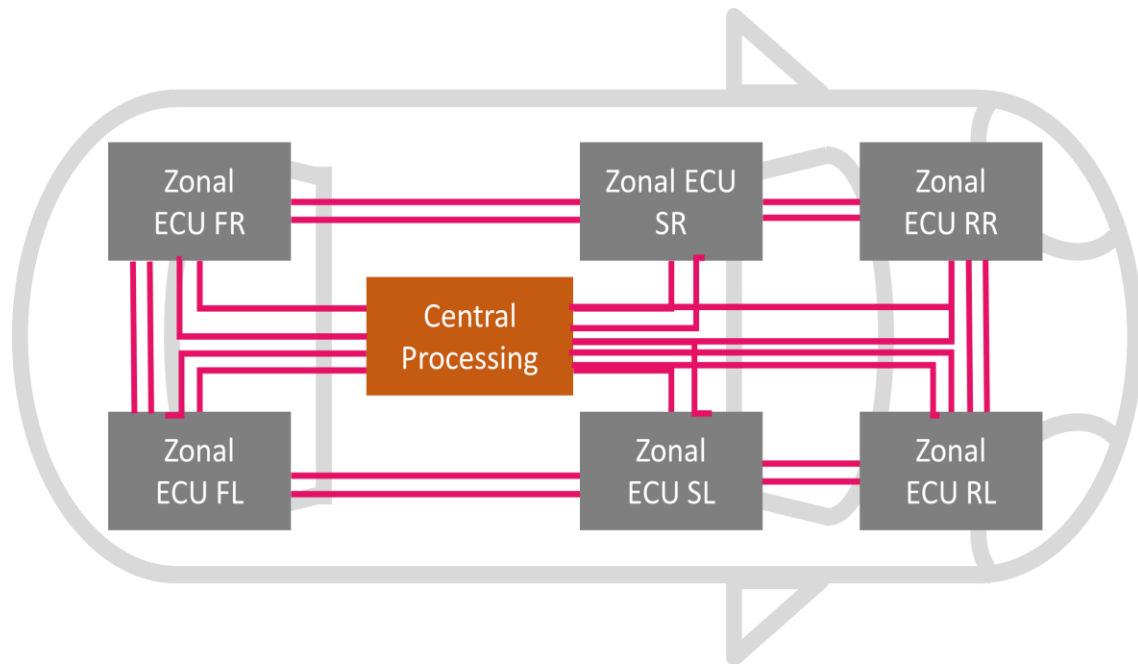 Zonal
ECU FR
Zonal ECU
SR
Zonal
ECU RR
Central
Processing
Zonal
ECU FL
Zonal
ECU SL
Zonal
ECU RL